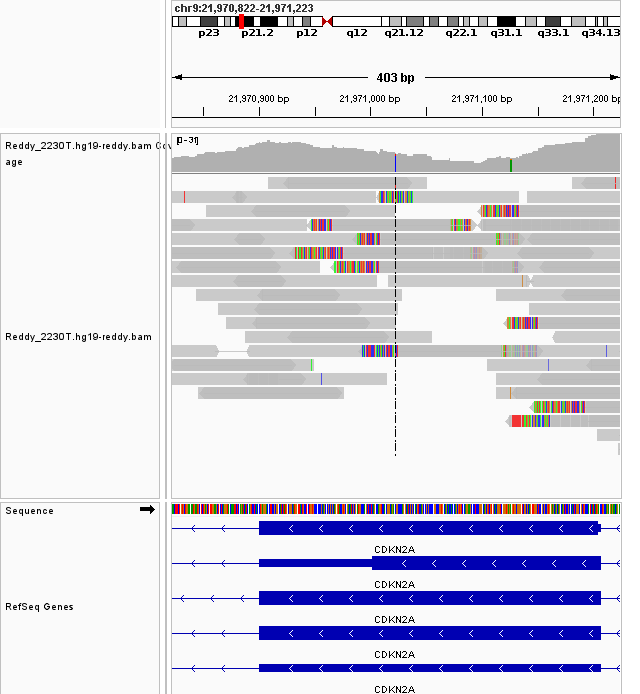 chr9:21,970,822-21,971,223
p23 p21.2 p12 q12 q21.12 q22.1 q31.1 q33.1 q34.13
403 bp
21,970,900 bp 21,971,000 bp 21,971,100 bp 21,971,200 bp
Reddy_2230T.hg19-reddy.bam Cov
age
[0-31]
Reddy_2230T.hg19-reddy.bam
Sequence
CDKN2A
CDKN2A
RefSeq Genes
CDKN2A
CDKN2A
CDKN2A